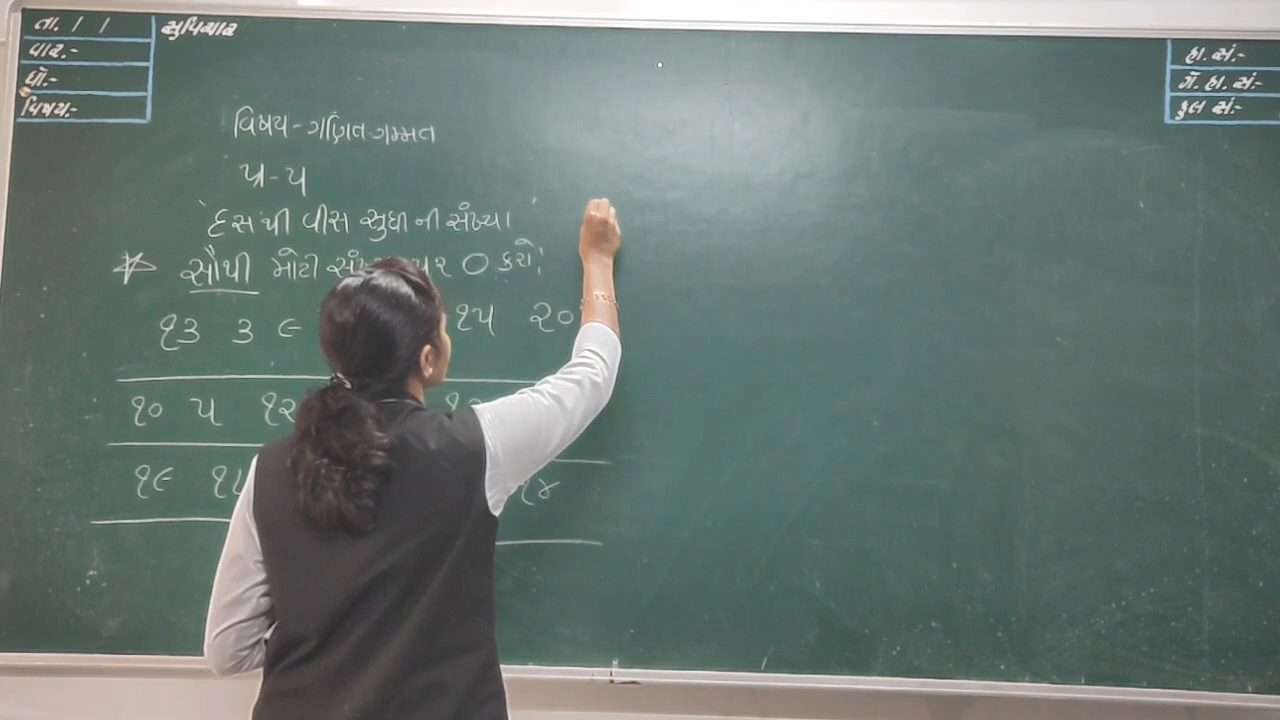 તા. / /
સુવિચાર
વાર.-
ધો.-
વિષય.-
હા. સં.-
ગે. હા. સં.-
કુલ સં.-
વિષય - ગણિત-ગમ્મત
પ્ર - ૫
દસ થી વીસ સુધી ની સંખ્યા
સૌથી મોટી પર ૦ કરો.
૧૩ ૩ ૯ ૧૫ ૨૦
૧૦ ૫ ૧૨
૧૯ ૧૪